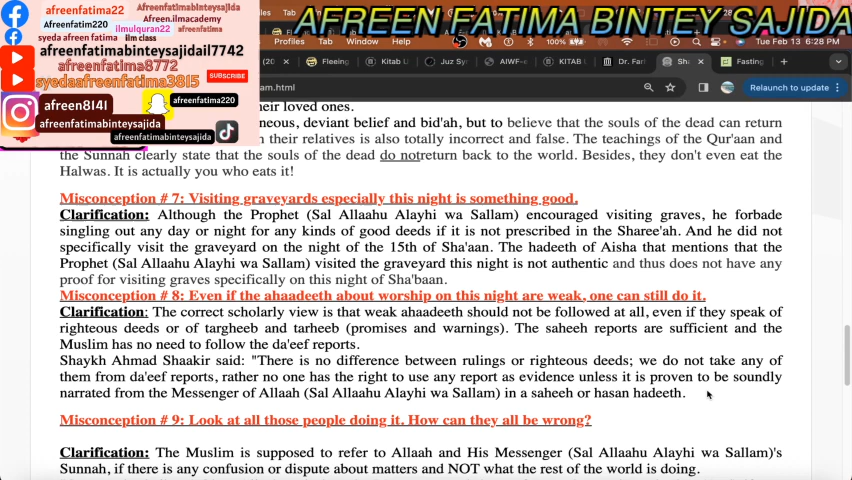 AFREEN FATIMA BINTEY SAJIDA
afreenfatima22
Afreenfatimabinteysajida
Afreen.ilmacademy
Afreenfatima220
ilmulquran22
afreenfatima
syeda afreen fatima
ilm class
afreenfatimabinteysajidail7742
afreenfatima8772
syedaafreenfatima3815
SUBSCRIBE
afreen8141
afreenfatima220
afreenfatimabinteysajida
afreenfatimabinteysajida
Profiles Tab Window Help
100%
Tue Feb 13 6:28 PM
Fleeing
Kitab U
Juz Syr
AIWF-e
KITAB U
Dr. Farh
Sha
Fasting
am.html
Relaunch to update
heir loved ones.
neous, deviant belief and bid'ah, but to believe that the souls of the dead can return
n their relatives is also totally incorrect and false. The teachings of the Qur'aan and
the Sunnah clearly state that the souls of the dead do notreturn back to the world. Besides, they don't even eat the
Halwas. It is actually you who eats it!
Misconception # 7: Visiting graveyards especially this night is something good.
Clarification: Although the Prophet (Sal Allaahu Alayhi wa Sallam) encouraged visiting graves, he forbade
singling out any day or night for any kinds of good deeds if it is not prescribed in the Sharee'ah. And he did not
specifically visit the graveyard on the night of the 15th of Sha'aan. The hadeeth of Aisha that mentions that the
Prophet (Sal Allaahu Alayhi wa Sallam) visited the graveyard this night is not authentic and thus does not have any
proof for visiting graves specifically on this night of Sha'baan.
Misconception # 8: Even if the ahaadeeth about worship on this night are weak, one can still do it.
Clarification: The correct scholarly view is that weak ahaadeeth should not be followed at all, even if they speak of
righteous deeds or of targheeb and tarheeb (promises and warnings). The saheeh reports are sufficient and the
Muslim has no need to follow the da'eef reports.
Shaykh Ahmad Shaakir said: "There is no difference between rulings or righteous deeds; we do not take any of
them from da'eef reports, rather no one has the right to use any report as evidence unless it is proven to be soundly
narrated from the Messenger of Allaah (Sal Allaahu Alayhi wa Sallam) in a saheeh or hasan hadeeth.
Misconception # 9: Look at all those people doing it. How can they all be wrong?
Clarification: The Muslim is supposed to refer to Allaah and His Messenger (Sal Allaahu Alayhi wa Sallam)'s
Sunnah, if there is any confusion or dispute about matters and NOT what the rest of the world is doing.